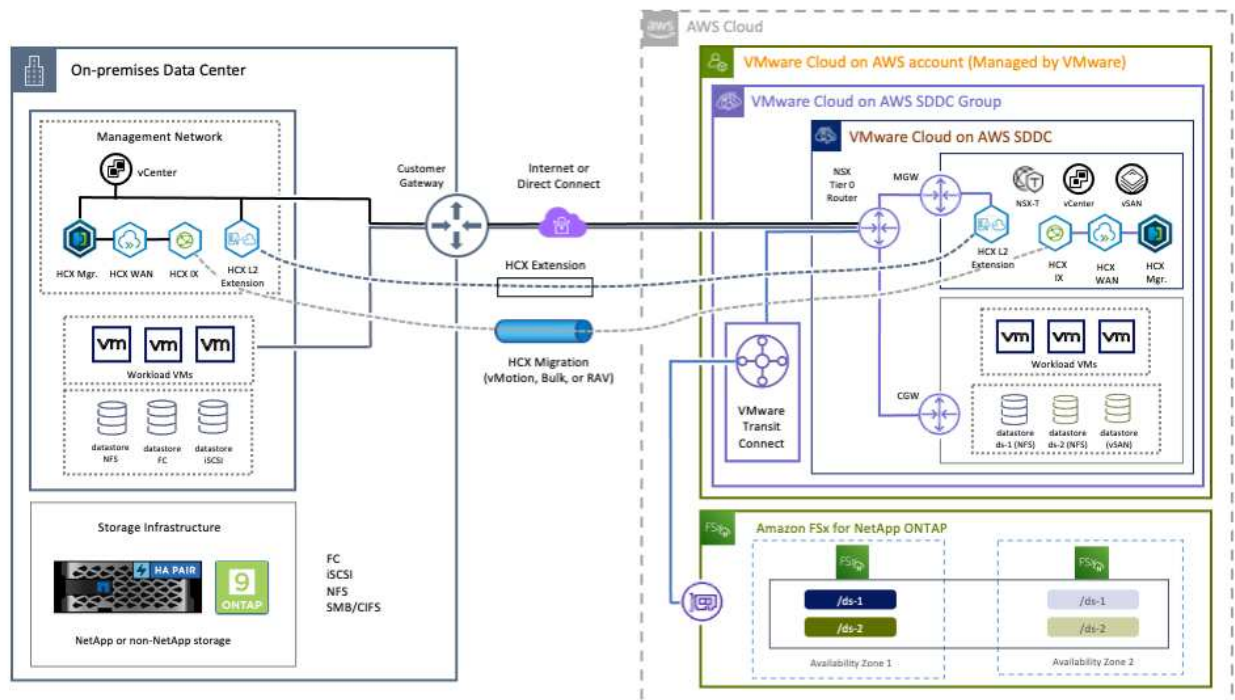 aws
AWS Cloud
On-premises Data Center
Management Network
vCenter
HCX Mgr.
HCX WAN
HCX IX
HCX L2
Extension
vm
vm
vm
Workload VMs
datastore
NFS
datastore
FC
datastore
iSCSI
Storage Infrastructure
HA PAIR
9
ONTAP
NetApp or non-NetApp storage
FC
iSCSI
NFS
SMB/CIFS
Customer
Gateway
Internet or
Direct Connect
HCX Extension
HCX Migration
(vMotion, Bulk, or RAV)
VMware Cloud on AWS account (Managed by VMware)
VMware Cloud on AWS SDDC Group
VMware Cloud on AWS SDDC
NSX
Tier 0
Router
MGW
T
NSX-T
vCenter
vSAN
HCX L2
Extension
HCX
IX
HCX
WAN
HCX
Mgr.
vm
vm
vm
Workload VMs
CGW
datastore
ds-1 (NFS)
datastore
ds-2 (NFS)
datastore
(vSAN)
VMware
Transit
Connect
FSx
Amazon FSx for NetApp ONTAP
FSx
FSx
/ds-1
/ds-2
/ds-1
/ds-2
Availability Zone 1
Availability Zone 2